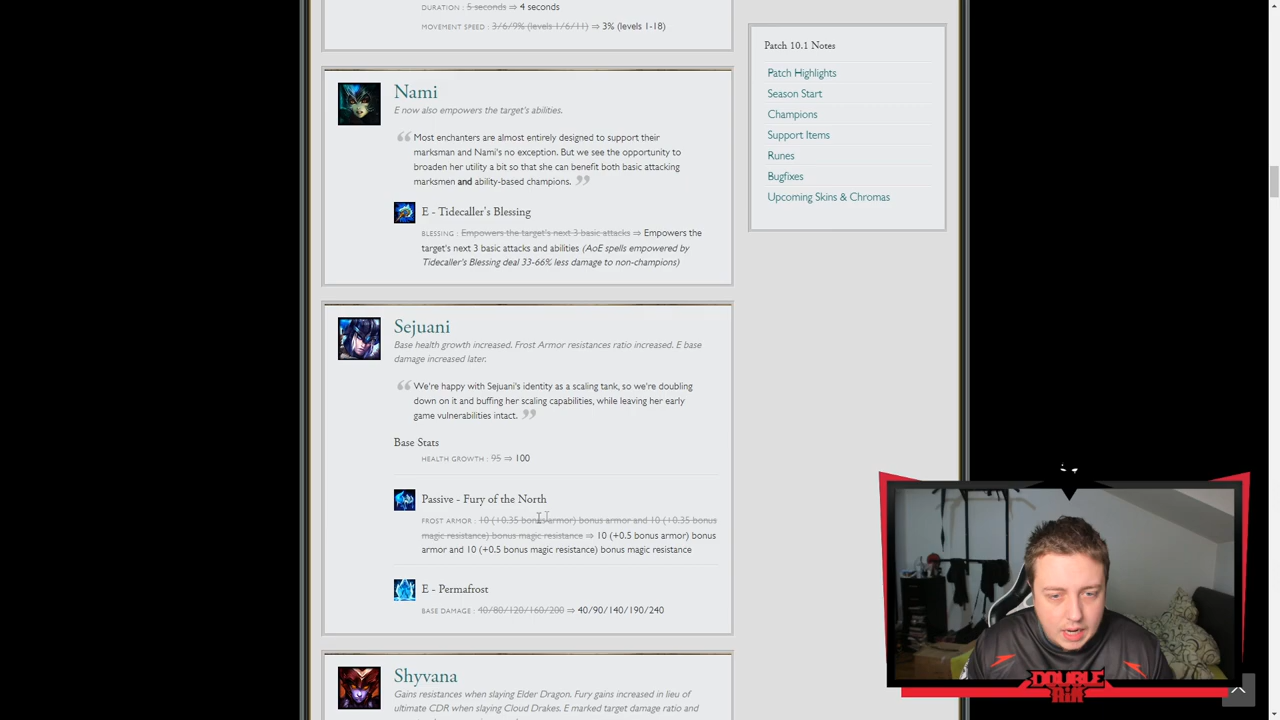 DURATION : 5 seconds ⇒ 4 seconds
MOVEMENT SPEED : 3/6/9% (levels 1/6/11) ⇒ 3% (levels 1-18)
Nami
E now also empowers the target's abilities.
“ Most enchanters are almost entirely designed to support their
marksman and Nami's no exception. But we see the opportunity to
broaden her utility a bit so that she can benefit both basic attacking
marksmen and ability-based champions. ”
E - Tidecaller's Blessing
BLESSING : Empowers the target's next 3 basic attacks ⇒ Empowers the
target's next 3 basic attacks and abilities (AoE spells empowered by
Tidecaller's Blessing deal 33-66% less damage to non-champions)
Sejuani
Base health growth increased. Frost Armor resistances ratio increased. E base
damage increased later.
“ We're happy with Sejuani's identity as a scaling tank, so we're doubling
down on it and buffing her scaling capabilities, while leaving her early
game vulnerabilities intact. ”
Base Stats
HEALTH GROWTH : 95 ⇒ 100
Passive - Fury of the North
FROST ARMOR : 10 (+0.35 bonus armor) bonus armor and 10 (+0.35 bonus
magic resistance) bonus magic resistance ⇒ 10 (+0.5 bonus armor) bonus
armor and 10 (+0.5 bonus magic resistance) bonus magic resistance
E - Permafrost
BASE DAMAGE : 40/80/120/160/200 ⇒ 40/90/140/190/240
Shyvana
Gains resistances when slaying Elder Dragon. Fury gains increased in lieu of
ultimate CDR when slaying Cloud Drakes. E marked target damage ratio and
Patch 10.1 Notes
Patch Highlights
Season Start
Champions
Support Items
Runes
Bugfixes
Upcoming Skins & Chromas
DOUBLE
AIR